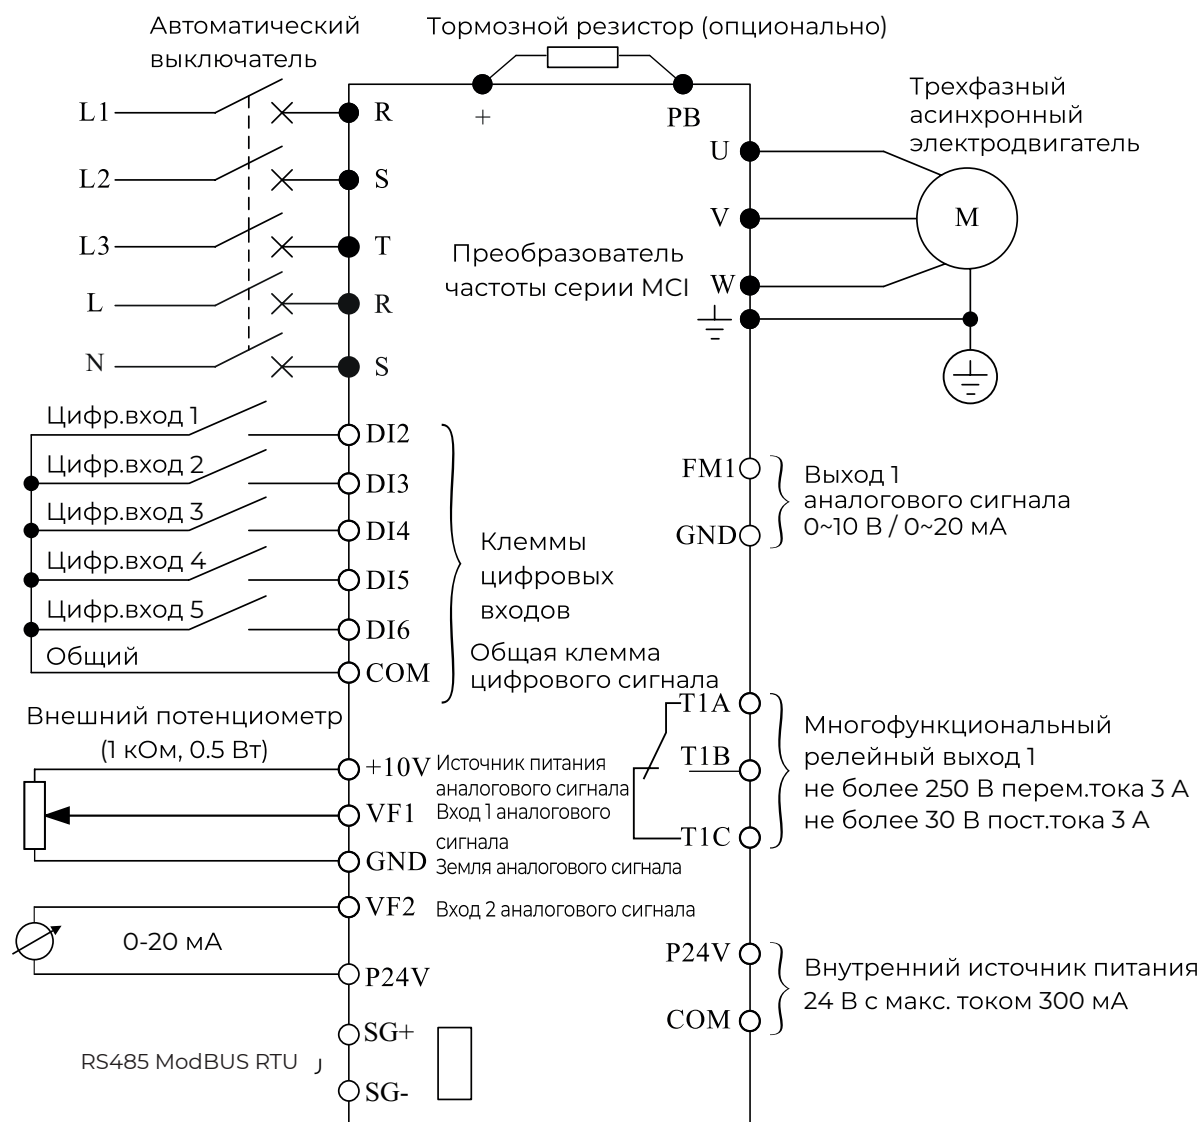 Автоматический
выключатель
Тормозной резистор (опционально)
L1
R
+
PB
L2
S
L3
T
L
R
N
S
U
V
W
Трехфазный
асинхронный
электродвигатель
M
Преобразователь
частоты серии MCI
Цифр.вход 1
DI2
Цифр.вход 2
DI3
Цифр.вход 3
DI4
Цифр.вход 4
DI5
Цифр.вход 5
DI6
Общий
COM
Клеммы
цифровых
входов
Общая клемма
цифрового сигнала
FM1
GND
Выход 1
аналогового сигнала
0~10 В / 0~20 мА
Внешний потенциометр
(1 кОм, 0.5 Вт)
+10V
Источник питания
аналогового сигнала
VF1
Вход 1 аналогового
сигнала
GND
Земля аналогового сигнала
VF2
Вход 2 аналогового сигнала
0-20 мА
P24V
T1A
T1B
T1C
Многофункциональный
релейный выход 1
не более 250 В перем.тока 3 А
не более 30 В пост.тока 3 А
P24V
COM
Внутренний источник питания
24 В с макс. током 300 мА
SG+
RS485 ModBUS RTU
SG-